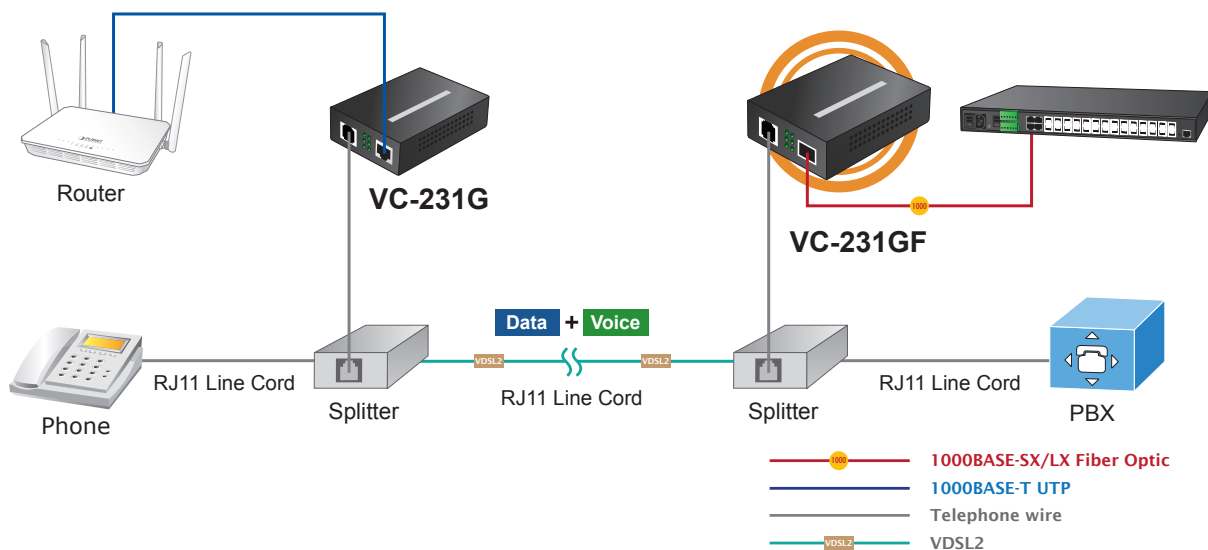 PLANET
Router
VC-231G
1000
VC-231GF
Data + Voice
VDSL2
VDSL2
RJ11 Line Cord
RJ11 Line Cord
RJ11 Line Cord
Phone
Splitter
Splitter
PBX
1000
1000BASE-SX/LX Fiber Optic
1000BASE-T UTP
Telephone wire
VDSL2
VDSL2